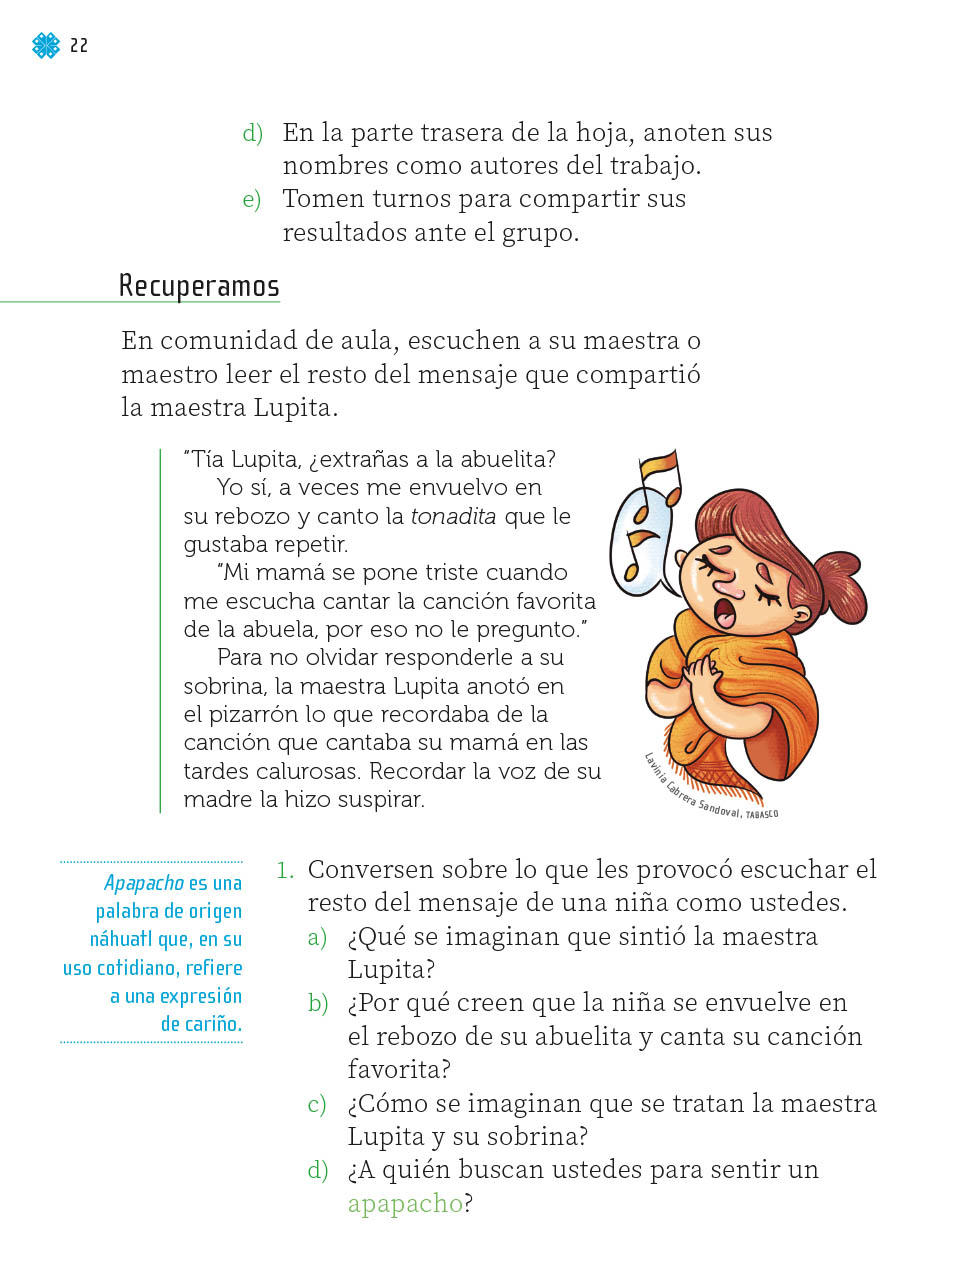 22
d) En la parte trasera de la hoja, anoten sus
nombres como autores del trabajo.
e) Tomen turnos para compartir sus
resultados ante el grupo.
Recuperamos
En comunidad de aula, escuchen a su maestra o
maestro leer el resto del mensaje que compartió
la maestra Lupita.
“Tía Lupita, ¿extrañas a la abuelita?
Yo sí, a veces me envuelvo en
su rebozo y canto la tonadita que le
gustaba repetir.
“Mi mamá se pone triste cuando
me escucha cantar la canción favorita
de la abuela, por eso no le pregunto.”
Para no olvidar responderle a su
sobrina, la maestra Lupita anotó en
el pizarrón lo que recordaba de la
canción que cantaba su mamá en las
tardes calurosas. Recordar la voz de su
madre la hizo suspirar.
Lavinia Cabrera Sandoval, TABASCO
Apapacho es una
palabra de origen
náhuatl que, en su
uso cotidiano, refiere
a una expresión
de cariño.
1. Conversen sobre lo que les provocó escuchar el
resto del mensaje de una niña como ustedes.
a) ¿Qué se imaginan que sintió la maestra
Lupita?
b) ¿Por qué creen que la niña se envuelve en
el rebozo de su abuelita y canta su canción
favorita?
c) ¿Cómo se imaginan que se tratan la maestra
Lupita y su sobrina?
d) ¿A quién buscan ustedes para sentir un
apapacho?